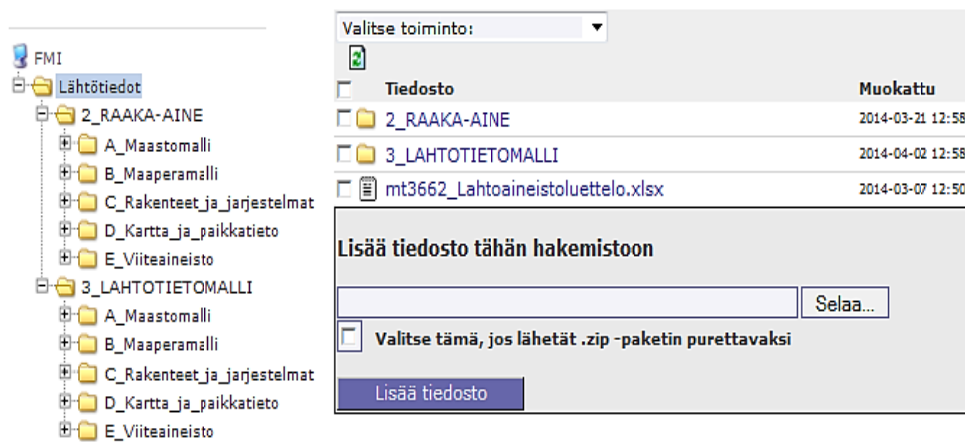 FMI
Lähtötiedot
2_RAAKA-AINE
A_Maastomalli
B_Maaperamalli
C_Rakenteet_ja_jarjestelmat
D_Kartta_ja_paikkatieto
E_Viiteaineisto
3_LAHTOTIETOMALLI
A_Maastomalli
B_Maaperamalli
C_Rakenteet_ja_jarjestelmat
D_Kartta_ja_paikkatieto
E_Viiteaineisto
Valitse toiminto:
Tiedosto Muokattu
2_RAAKA-AINE 2014-03-21 12:58
3_LAHTOTIETOMALLI 2014-04-02 12:58
mt3662_Lahtoaineistoluettelo.xlsx 2014-03-07 12:50
Lisää tiedosto tähän hakemistoon
Selaa...
Valitse tämä, jos lähetät .zip -paketin purettavaksi
Lisää tiedosto